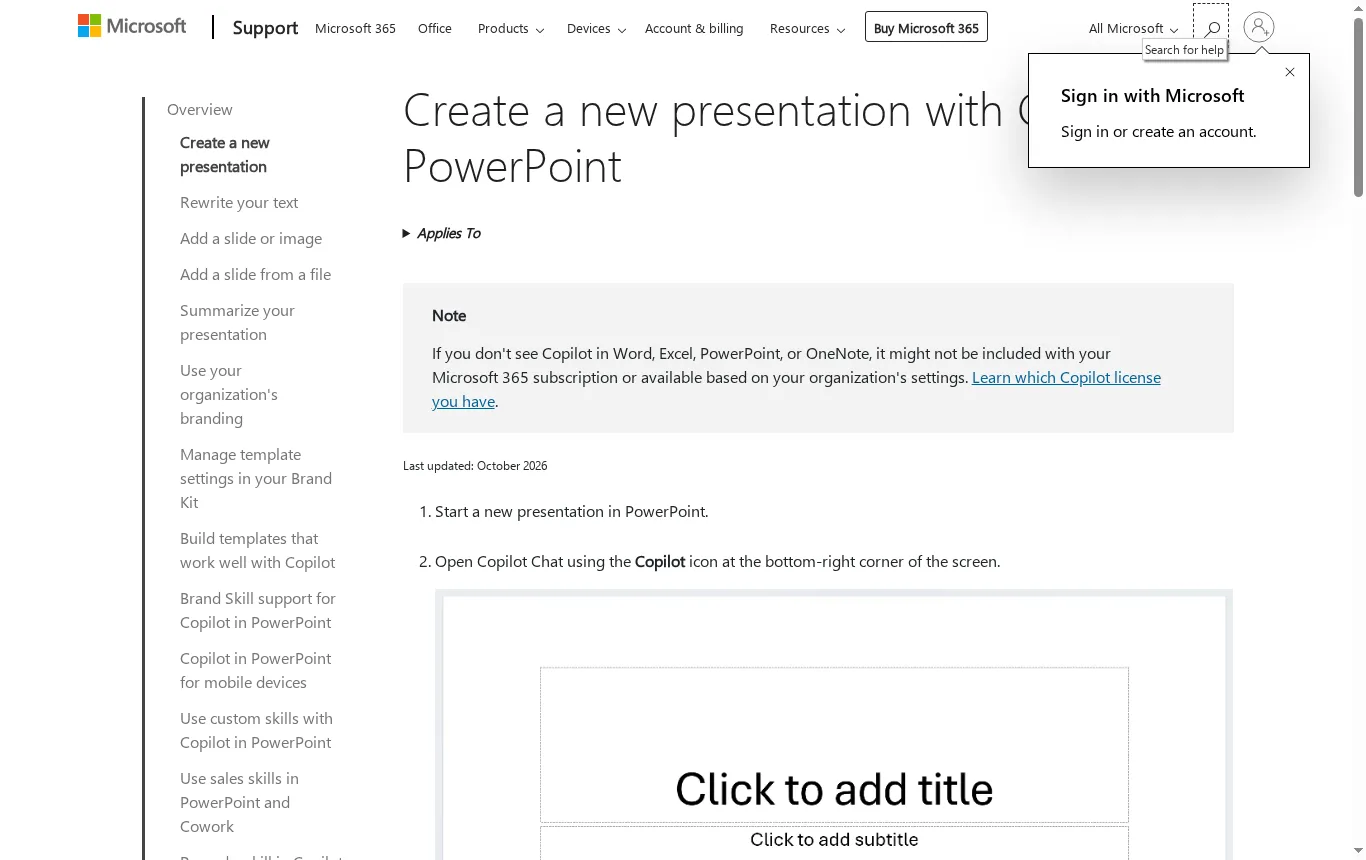 Microsoft
Support
Microsoft 365
Office
Products
Devices
Account & billing
Resources
Buy Microsoft 365
All Microsoft
Search for help
Sign in with Microsoft
Sign in or create an account.
Overview
Create a new
presentation
Rewrite your text
Add a slide or image
Add a slide from a file
Summarize your
presentation
Use your
organization's
branding
Manage template
settings in your Brand
Kit
Build templates that
work well with Copilot
Brand Skill support for
Copilot in PowerPoint
Copilot in PowerPoint
for mobile devices
Use custom skills with
Copilot in PowerPoint
Use sales skills in
PowerPoint and
Cowork
Create a new presentation with
PowerPoint
Applies To
Note
If you don't see Copilot in Word, Excel, PowerPoint, or OneNote, it might not be included with your
Microsoft 365 subscription or available based on your organization's settings. Learn which Copilot license
you have.
Last updated: October 2026
1. Start a new presentation in PowerPoint.
2. Open Copilot Chat using the Copilot icon at the bottom-right corner of the screen.
Click to add title
Click to add subtitle